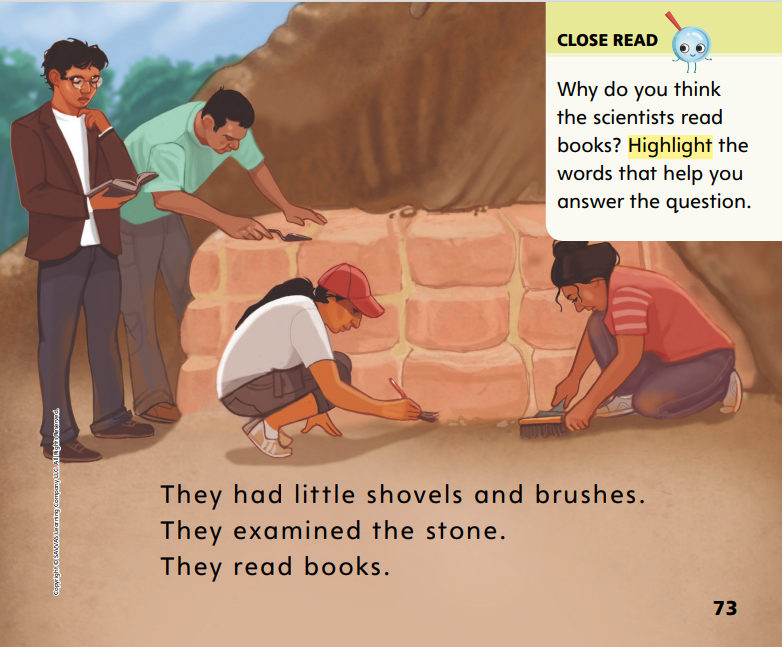 CLOSE READ
Why do you think
the scientists read
books? Highlight the
words that help you
answer the question.
They had little shovels and brushes.
They examined the stone.
They read books.
Copyright © SAVVAS Learning Company LLC. All Rights Reserved.
73